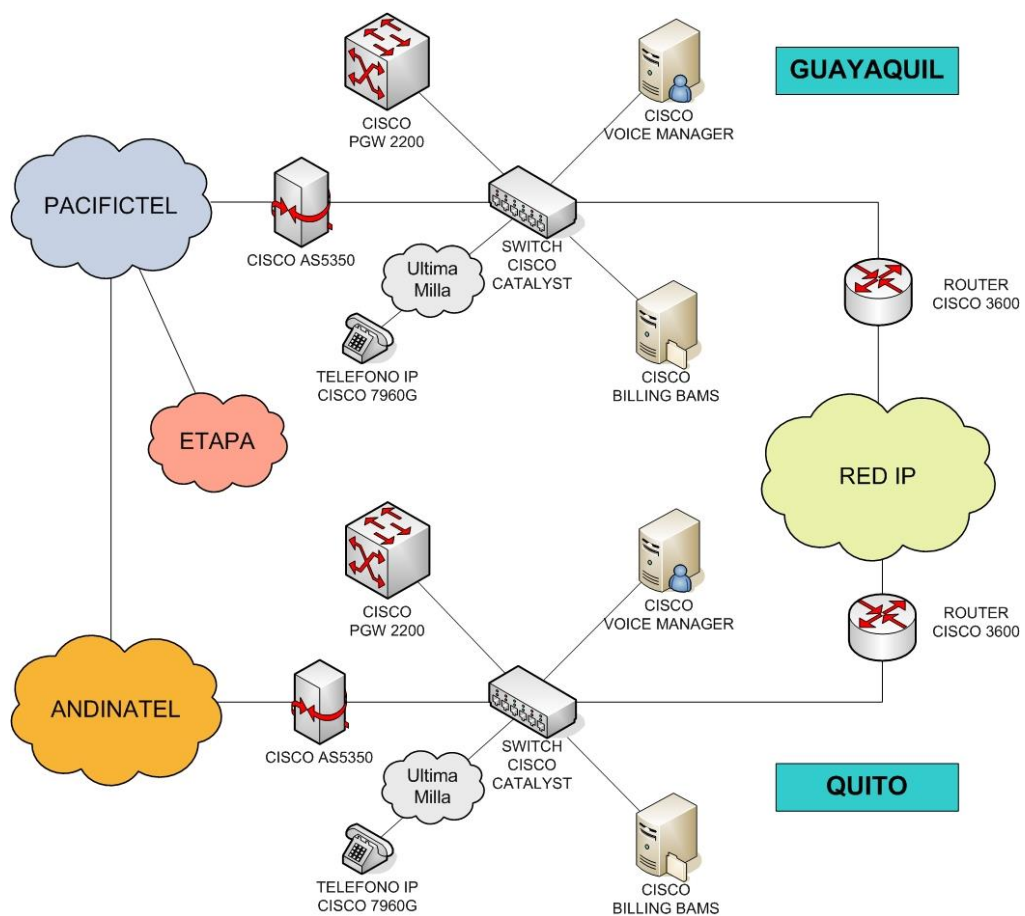 GUAYAQUIL
CISCO
PGW 2200
CISCO
VOICE MANAGER
PACIFICTEL
CISCO AS5350
SWITCH
CISCO
CATALYST
Ultima
Milla
ROUTER
CISCO 3600
TELEFONO IP
CISCO 7960G
CISCO
BILLING BAMS
ETAPA
RED IP
CISCO
PGW 2200
CISCO
VOICE MANAGER
ROUTER
CISCO 3600
ANDINATEL
CISCO AS5350
SWITCH
CISCO
CATALYST
Ultima
Milla
QUITO
TELEFONO IP
CISCO 7960G
CISCO
BILLING BAMS